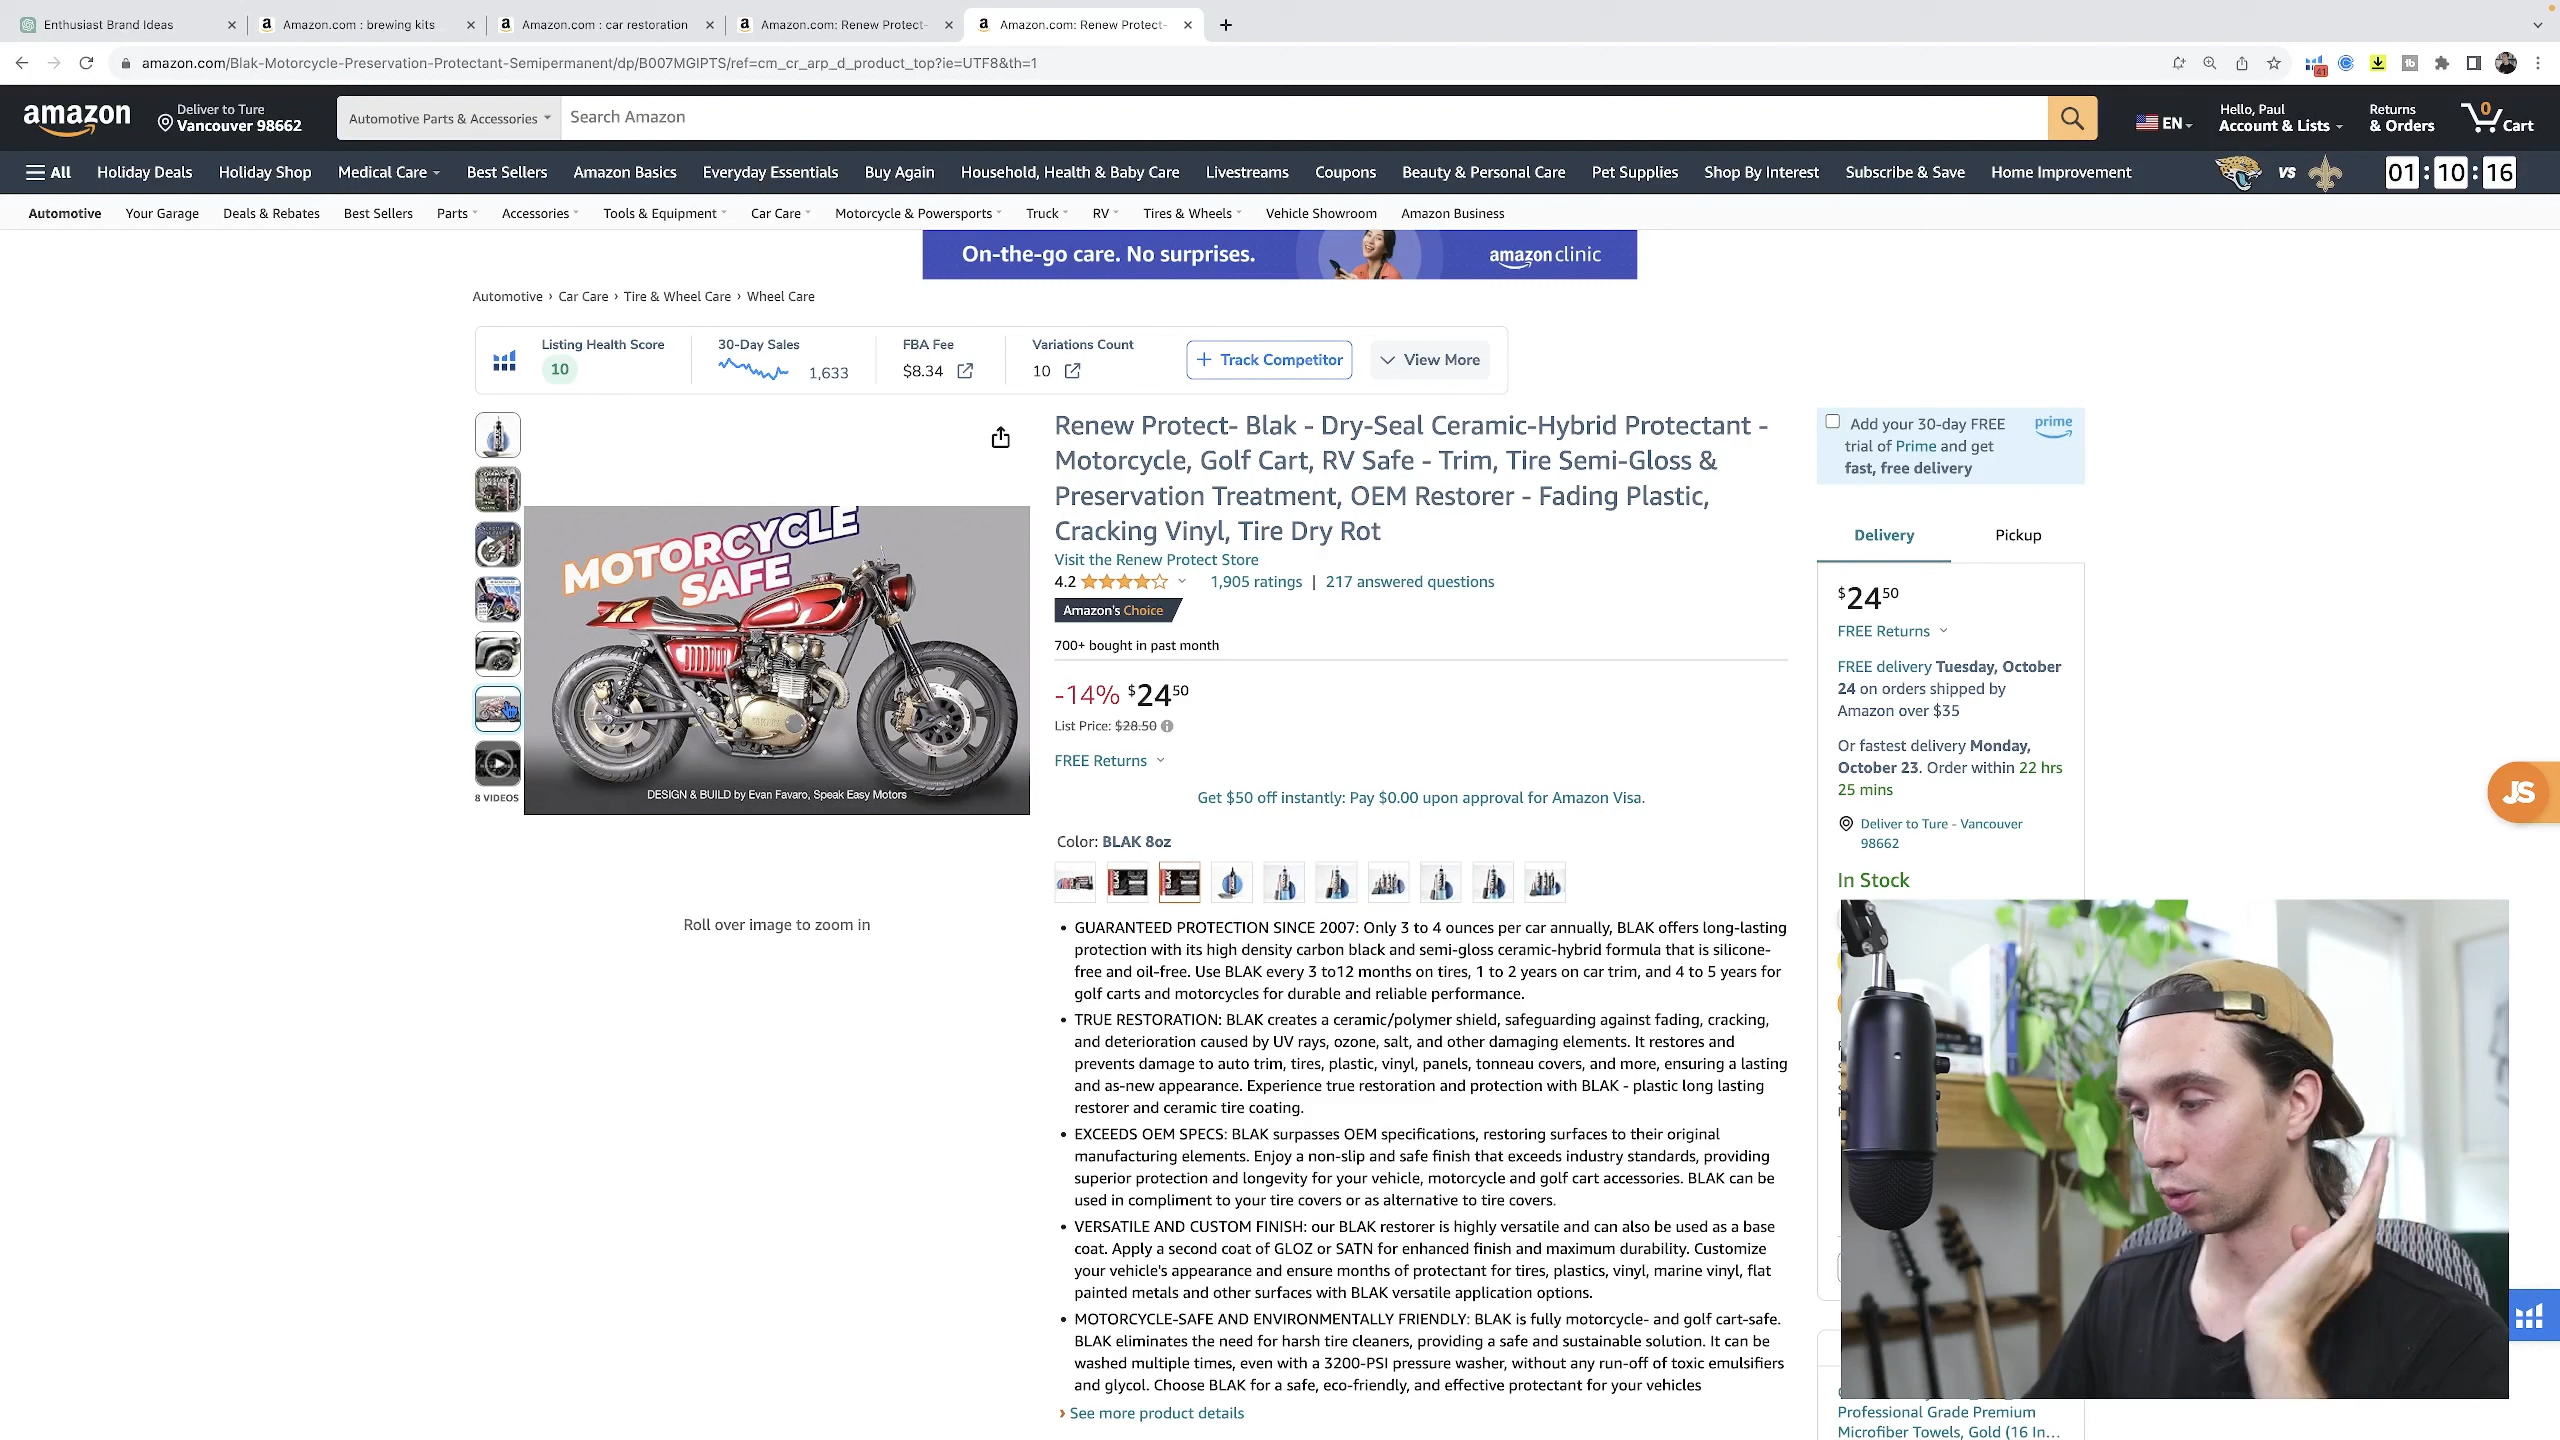 Enthusiast Brand Ideas
Amazon.com : brewing kits
Amazon.com : car restoration
Amazon.com: Renew Protect-
Amazon.com: Renew Protect-
amazon.com/Blak-Motorcycle-Preservation-Protectant-Semipermanent/dp/B007MGIPTS/ref=cm_cr_arp_d_product_top?ie=UTF8&th=1
41
amazon
Deliver to Ture
Vancouver 98662
Automotive Parts & Accessories
Search Amazon
EN
Hello, Paul
Account & Lists
Returns
& Orders
0
Cart
All Holiday Deals Holiday Shop Medical Care Best Sellers Amazon Basics Everyday Essentials Buy Again Household, Health & Baby Care Livestreams Coupons Beauty & Personal Care Pet Supplies Shop By Interest Subscribe & Save Home Improvement
VS
01 : 10 : 16
Automotive Your Garage Deals & Rebates Best Sellers Parts Accessories Tools & Equipment Car Care Motorcycle & Powersports Truck RV Tires & Wheels Vehicle Showroom Amazon Business
On-the-go care. No surprises.
amazon clinic
Automotive › Car Care › Tire & Wheel Care › Wheel Care
Listing Health Score
10
30-Day Sales
1,633
FBA Fee
$8.34
Variations Count
10
+ Track Competitor
View More
8 VIDEOS
MOTORCYCLE
SAFE
77
DESIGN & BUILD by Evan Favaro, Speak Easy Motors
Roll over image to zoom in
Renew Protect- Blak - Dry-Seal Ceramic-Hybrid Protectant -
Motorcycle, Golf Cart, RV Safe - Trim, Tire Semi-Gloss &
Preservation Treatment, OEM Restorer - Fading Plastic,
Cracking Vinyl, Tire Dry Rot
Visit the Renew Protect Store
4.2
1,905 ratings | 217 answered questions
Amazon's Choice
700+ bought in past month
-14% $24 50
List Price: $28.50
FREE Returns
Get $50 off instantly: Pay $0.00 upon approval for Amazon Visa.
Color: BLAK 8oz
• GUARANTEED PROTECTION SINCE 2007: Only 3 to 4 ounces per car annually, BLAK offers long-lasting
protection with its high density carbon black and semi-gloss ceramic-hybrid formula that is silicone-
free and oil-free. Use BLAK every 3 to12 months on tires, 1 to 2 years on car trim, and 4 to 5 years for
golf carts and motorcycles for durable and reliable performance.
• TRUE RESTORATION: BLAK creates a ceramic/polymer shield, safeguarding against fading, cracking,
and deterioration caused by UV rays, ozone, salt, and other damaging elements. It restores and
prevents damage to auto trim, tires, plastic, vinyl, panels, tonneau covers, and more, ensuring a lasting
and as-new appearance. Experience true restoration and protection with BLAK - plastic long lasting
restorer and ceramic tire coating.
• EXCEEDS OEM SPECS: BLAK surpasses OEM specifications, restoring surfaces to their original
manufacturing elements. Enjoy a non-slip and safe finish that exceeds industry standards, providing
superior protection and longevity for your vehicle, motorcycle and golf cart accessories. BLAK can be
used in compliment to your tire covers or as alternative to tire covers.
• VERSATILE AND CUSTOM FINISH: our BLAK restorer is highly versatile and can also be used as a base
coat. Apply a second coat of GLOZ or SATN for enhanced finish and maximum durability. Customize
your vehicle's appearance and ensure months of protectant for tires, plastics, vinyl, marine vinyl, flat
painted metals and other surfaces with BLAK versatile application options.
• MOTORCYCLE-SAFE AND ENVIRONMENTALLY FRIENDLY: BLAK is fully motorcycle- and golf cart-safe.
BLAK eliminates the need for harsh tire cleaners, providing a safe and sustainable solution. It can be
washed multiple times, even with a 3200-PSI pressure washer, without any run-off of toxic emulsifiers
and glycol. Choose BLAK for a safe, eco-friendly, and effective protectant for your vehicles
› See more product details
Add your 30-day FREE
trial of Prime and get
fast, free delivery
prime
Delivery
Pickup
$24 50
FREE Returns
FREE delivery Tuesday, October
24 on orders shipped by
Amazon over $35
Or fastest delivery Monday,
October 23. Order within 22 hrs
25 mins
Deliver to Ture - Vancouver
98662
In Stock
Professional Grade Premium
Microfiber Towels, Gold (16 In...
JS